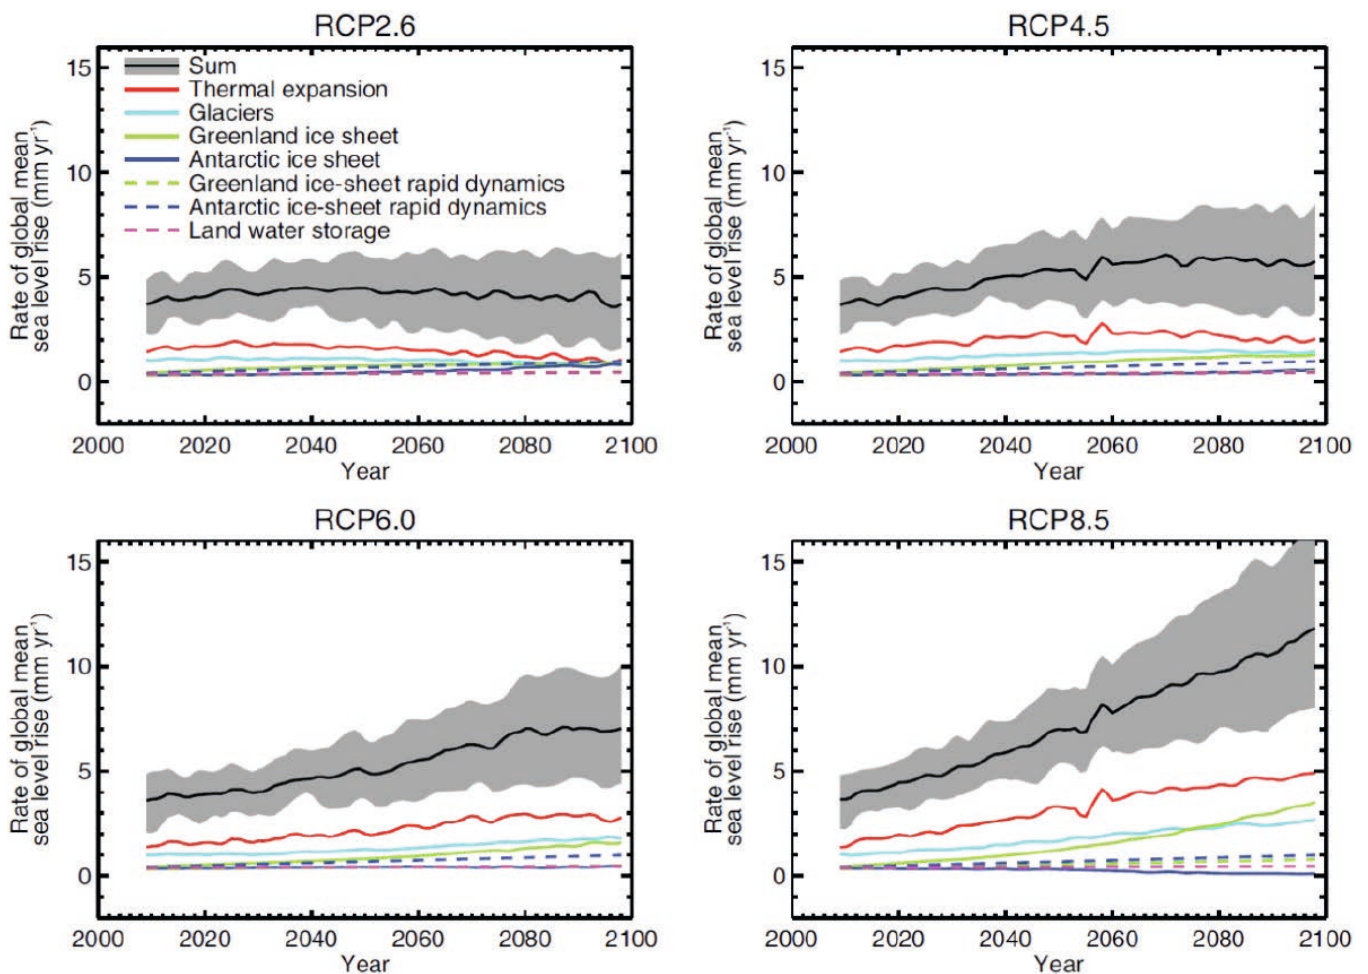 RCP2.6
Rate of global mean
sea level rise (mm yr⁻¹)
15
10
5
0
Sum
Thermal expansion
Glaciers
Greenland ice sheet
Antarctic ice sheet
Greenland ice-sheet rapid dynamics
Antarctic ice-sheet rapid dynamics
Land water storage
2000 2020 2040 2060 2080 2100
Year
RCP4.5
Rate of global mean
sea level rise (mm yr⁻¹)
15
10
5
0
2000 2020 2040 2060 2080 2100
Year
RCP6.0
Rate of global mean
sea level rise (mm yr⁻¹)
15
10
5
0
2000 2020 2040 2060 2080 2100
Year
RCP8.5
Rate of global mean
sea level rise (mm yr⁻¹)
15
10
5
0
2000 2020 2040 2060 2080 2100
Year